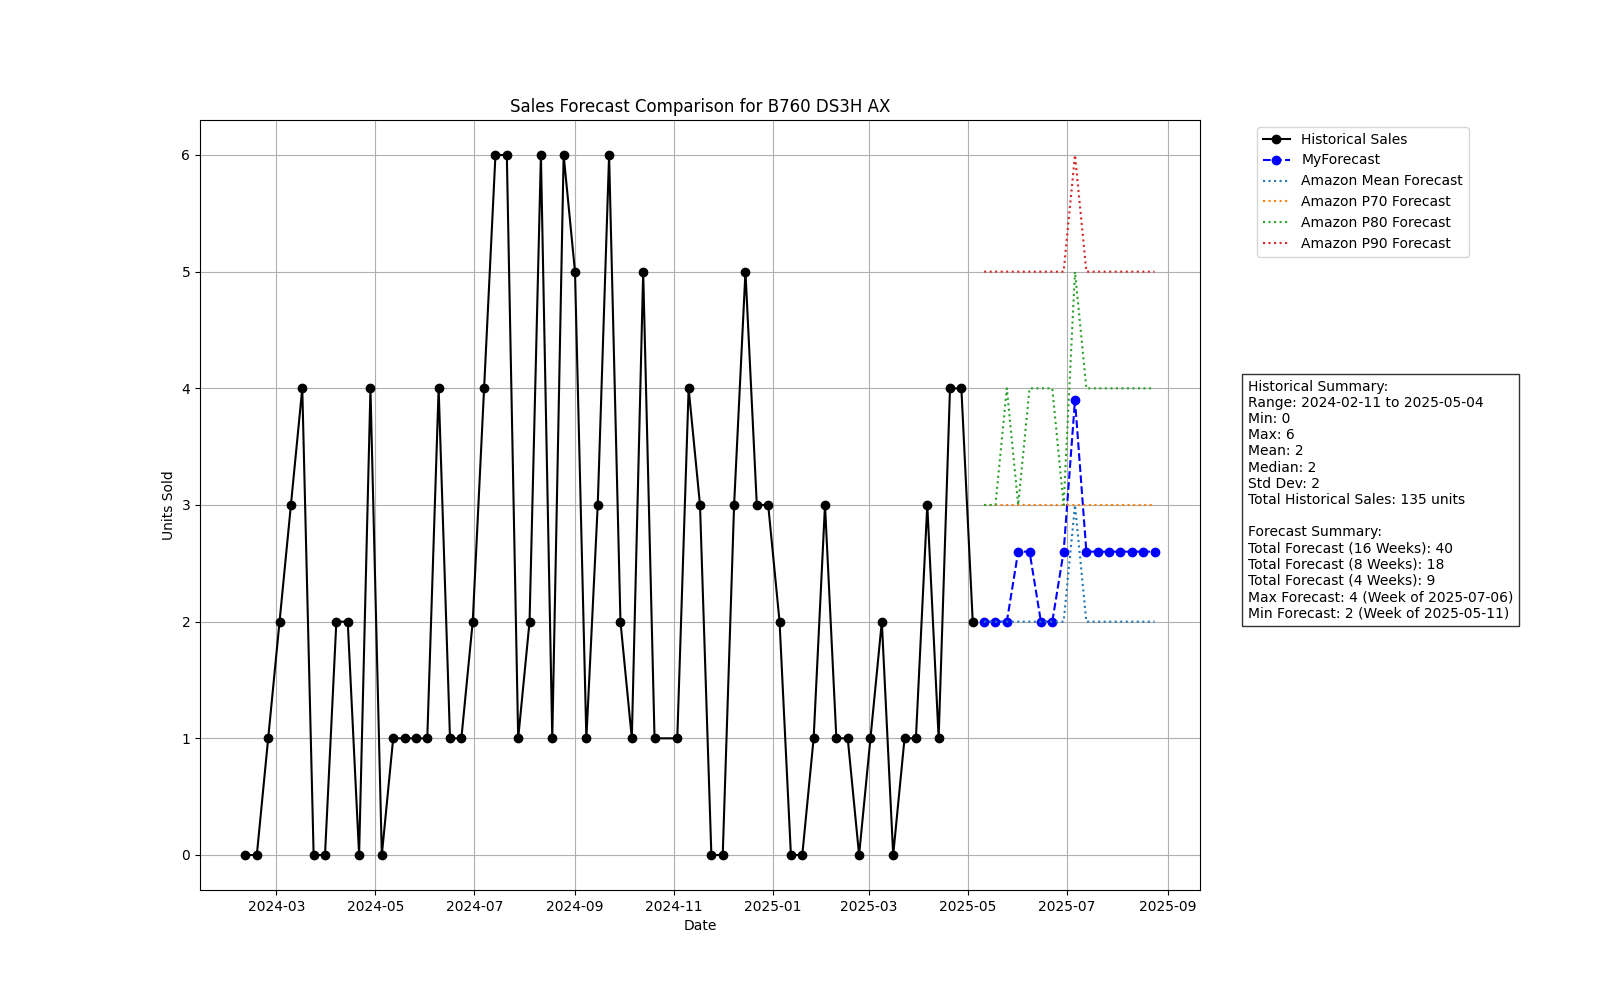 Sales Forecast Comparison for B760 DS3H AX
Units Sold
6
5
4
3
2
1
0
2024-03
2024-05
2024-07
2024-09
2024-11
2025-01
2025-03
2025-05
2025-07
2025-09
Date
Historical Sales
MyForecast
Amazon Mean Forecast
Amazon P70 Forecast
Amazon P80 Forecast
Amazon P90 Forecast
Historical Summary:
Range: 2024-02-11 to 2025-05-04
Min: 0
Max: 6
Mean: 2
Median: 2
Std Dev: 2
Total Historical Sales: 135 units
Forecast Summary:
Total Forecast (16 Weeks): 40
Total Forecast (8 Weeks): 18
Total Forecast (4 Weeks): 9
Max Forecast: 4 (Week of 2025-07-06)
Min Forecast: 2 (Week of 2025-05-11)